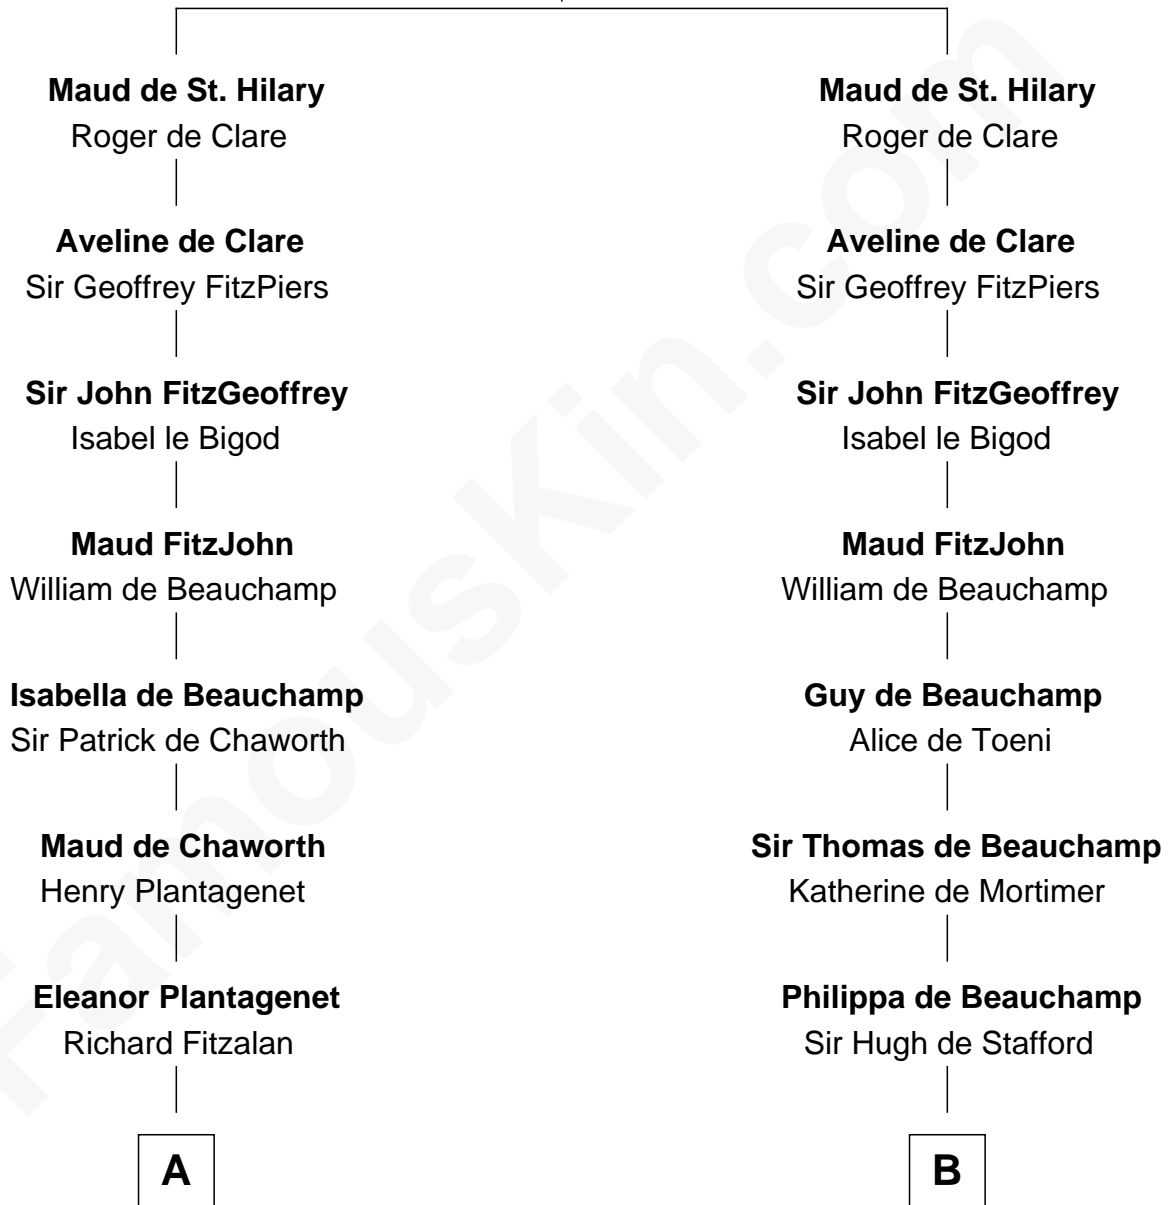 Maud de St. Hilary
Roger de Clare
Aveline de Clare
Sir Geoffrey FitzPiers
Sir John FitzGeoffrey
Isabel le Bigod
Maud FitzJohn
William de Beauchamp
Isabella de Beauchamp
Sir Patrick de Chaworth
Maud de Chaworth
Henry Plantagenet
Eleanor Plantagenet
Richard Fitzalan
A
Maud de St. Hilary
Roger de Clare
Aveline de Clare
Sir Geoffrey FitzPiers
Sir John FitzGeoffrey
Isabel le Bigod
Maud FitzJohn
William de Beauchamp
Guy de Beauchamp
Alice de Toeni
Sir Thomas de Beauchamp
Katherine de Mortimer
Philippa de Beauchamp
Sir Hugh de Stafford
B
FamousKin.com